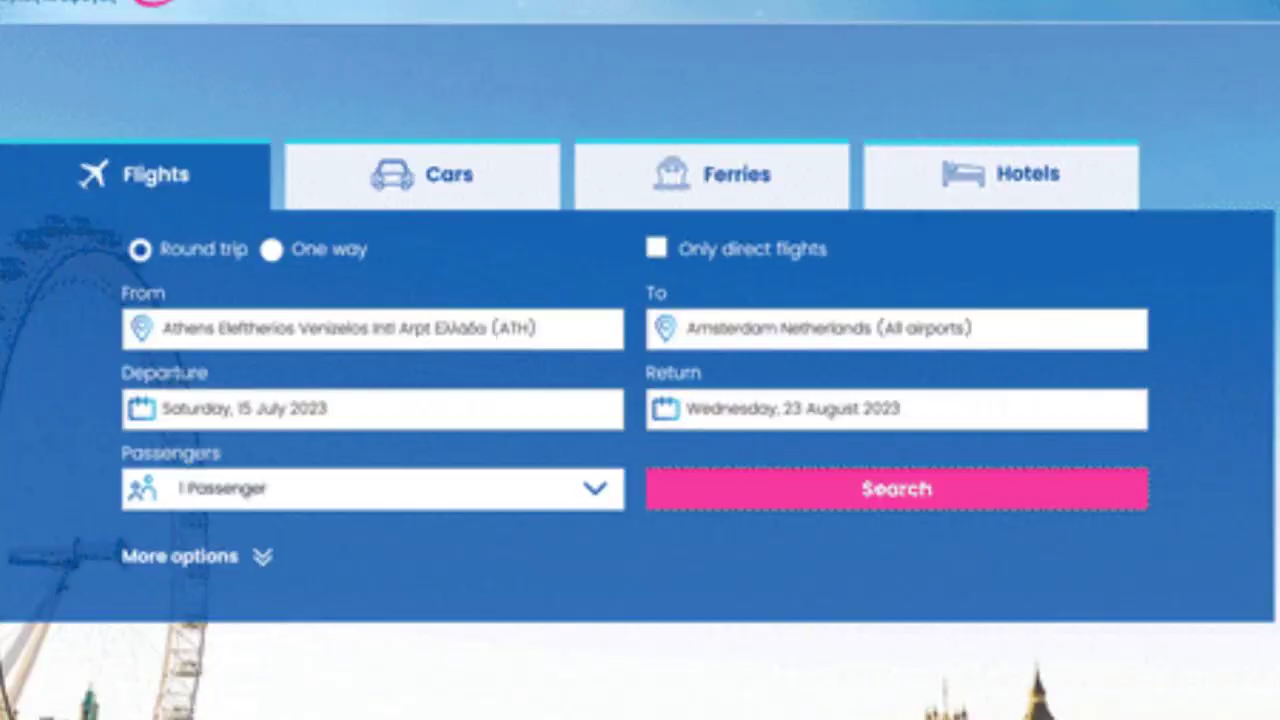 Flights
Cars
Ferries
Hotels
Round trip
One way
Only direct flights
From
To
Athens Eleftherios Venizelos Intl Arpt Ελλάδα (ATH)
Amsterdam Netherlands (All airports)
Departure
Return
Saturday, 15 July 2023
Wednesday, 23 August 2023
Passengers
1 Passenger
Search
More options